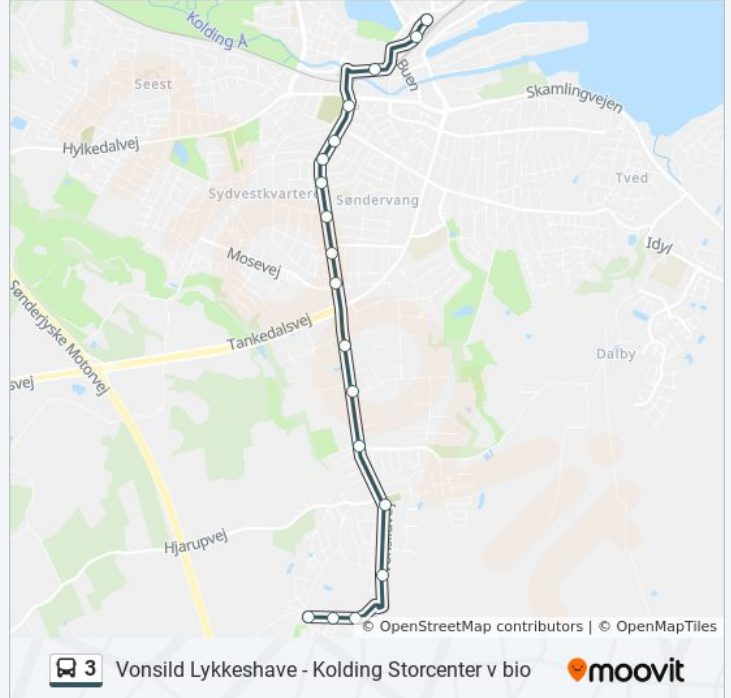 Kolding Å
Buen
Seest
Skamlingvejen
Hylkedalvej
Tved
Sydvestkvartere
Søndervang
Idyl
Mosevej
Sønderjyske Motorvej
Tankedalsvej
Dalby
svej
Hjarupvej
© OpenStreetMap contributors | © OpenMapTiles
3 Vonsild Lykkeshave - Kolding Storcenter v bio
moovit